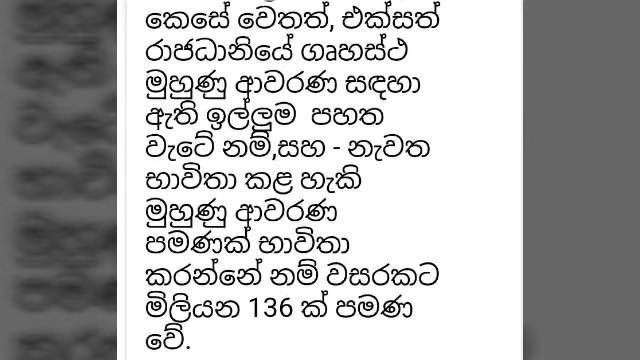 කෙසේ වෙතත්, එක්සත්
රාජධානියේ ගෘහස්ථ
මුහුණු ආවරණ සඳහා
ඇති ඉල්ලුම  පහත
වැටේ නම්,සහ - නැවත
භාවිතා කළ හැකි
මුහුණු ආවරණ
පමණක් භාවිතා
කරන්නේ නම් වසරකට
මිලියන 136 ක් පමණ
වේ.